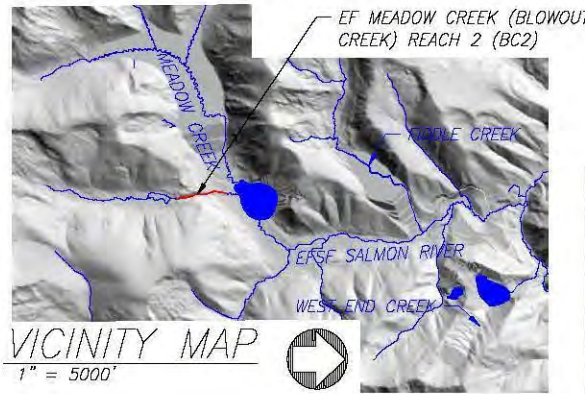 EF MEADOW CREEK (BLOWOUT
CREEK) REACH 2 (BC2)
MEADOW CREEK
FIDDLE CREEK
EFSF SALMON RIVER
WEST END CREEK
VICINITY MAP
1" = 5000'